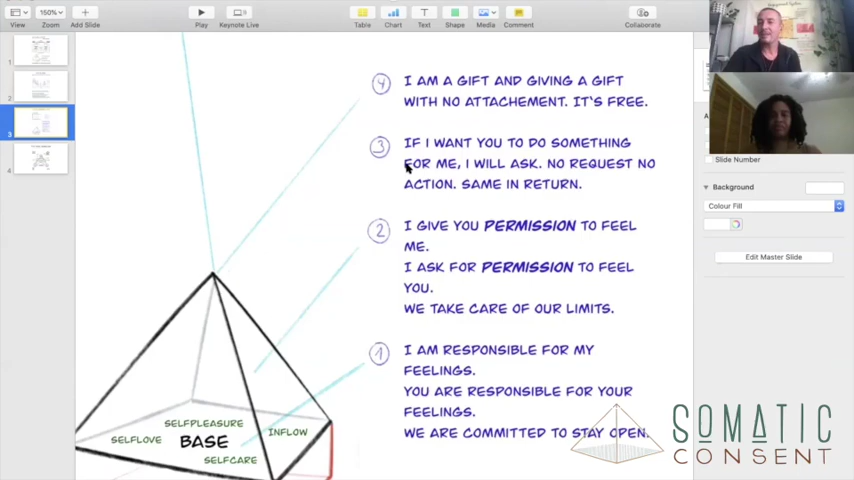 150%
View
Zoom
Add Slide
Play
Keynote Live
Table
Chart
Text
Shape
Media
Comment
Collaborate
1
2
3
4
4
I AM A GIFT AND GIVING A GIFT
WITH NO ATTACHEMENT. IT'S FREE.
3
IF I WANT YOU TO DO SOMETHING
FOR ME, I WILL ASK. NO REQUEST NO
ACTION. SAME IN RETURN.
2
I GIVE YOU PERMISSION TO FEEL
ME.
I ASK FOR PERMISSION TO FEEL
YOU.
WE TAKE CARE OF OUR LIMITS.
1
I AM RESPONSIBLE FOR MY
FEELINGS.
YOU ARE RESPONSIBLE FOR YOUR
FEELINGS.
WE ARE COMMITTED TO STAY OPEN.
SELFPLEASURE
SELFLOVE
BASE
INFLOW
SELFCARE
Slide Number
Background
Colour Fill
Edit Master Slide
SOMATIC
CONSENT